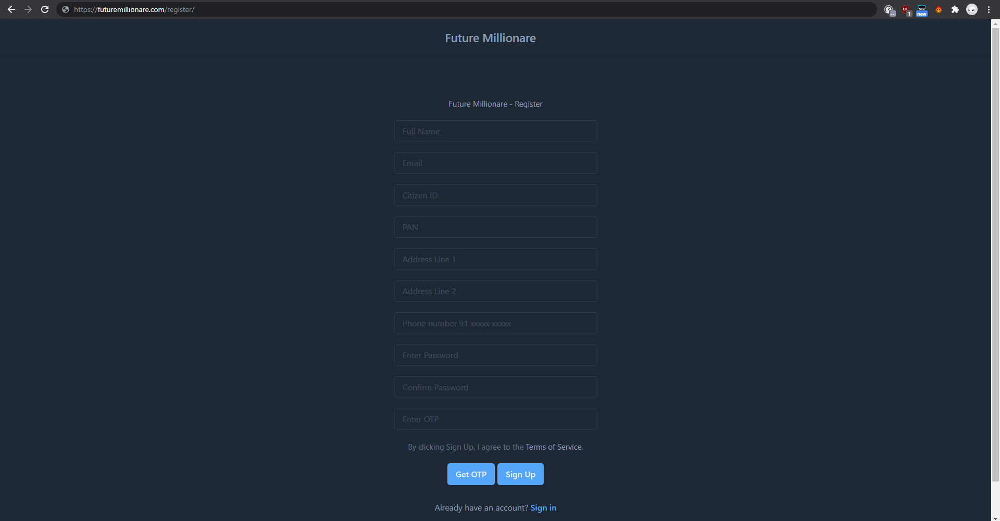 https://futuremillionare.com/register/
1
new
Future Millionare
Future Millionare - Register
Full Name
Email
Citizen ID
PAN
Address Line 1
Address Line 2
Phone number 91 xxxxx xxxxx
Enter Password
Confirm Password
Enter OTP
By clicking Sign Up, I agree to the Terms of Service.
Get OTP Sign Up
Already have an account? Sign in